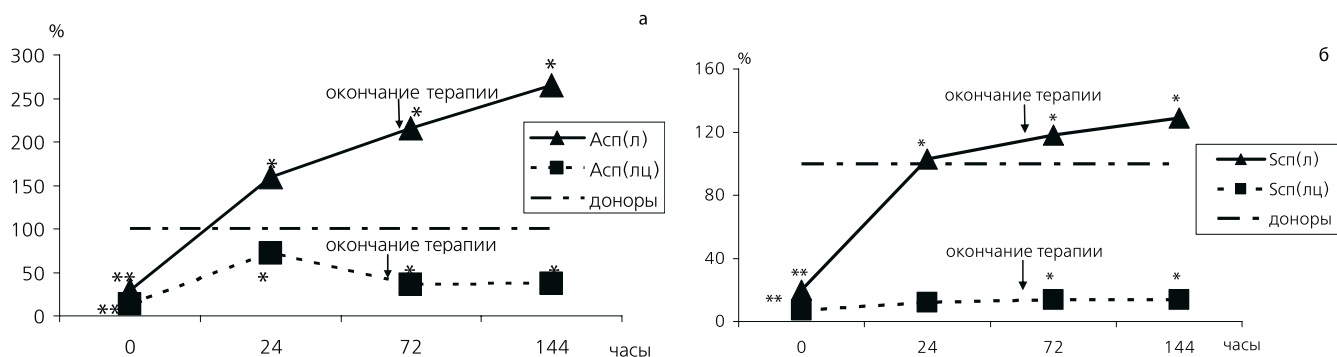 а
%
300
250
200
150
100
50
0
окончание терапии
окончание терапии
*
*
*
**
**
*
*
*
0 24 72 144 часы
Асп(л)
Асп(лц)
доноры
б
%
160
120
80
40
0
окончание терапии
окончание терапии
*
*
*
**
**
*
*
0 24 72 144 часы
Sсп(л)
Sсп(лц)
доноры